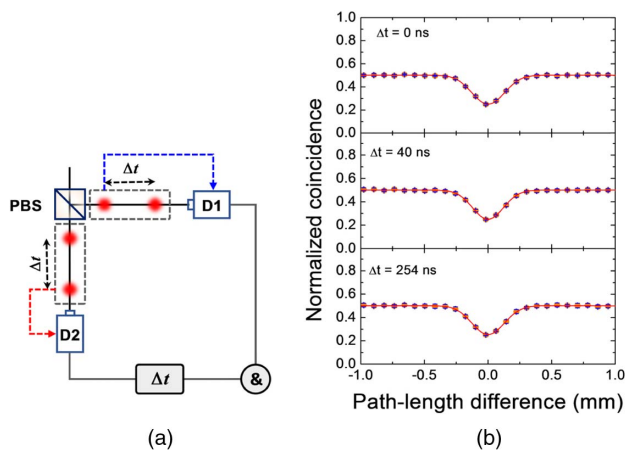 Δt
PBS
D1
Δt
D2
Δt
&
(a)
(b)
Normalized coincidence
1.0
Δt = 0 ns
0.8
0.6
0.4
0.2
0.0
Δt = 40 ns
0.8
0.6
0.4
0.2
0.0
Δt = 254 ns
0.8
0.6
0.4
0.2
0.0
-1.0 -0.5 0.0 0.5 1.0
Path-length difference (mm)